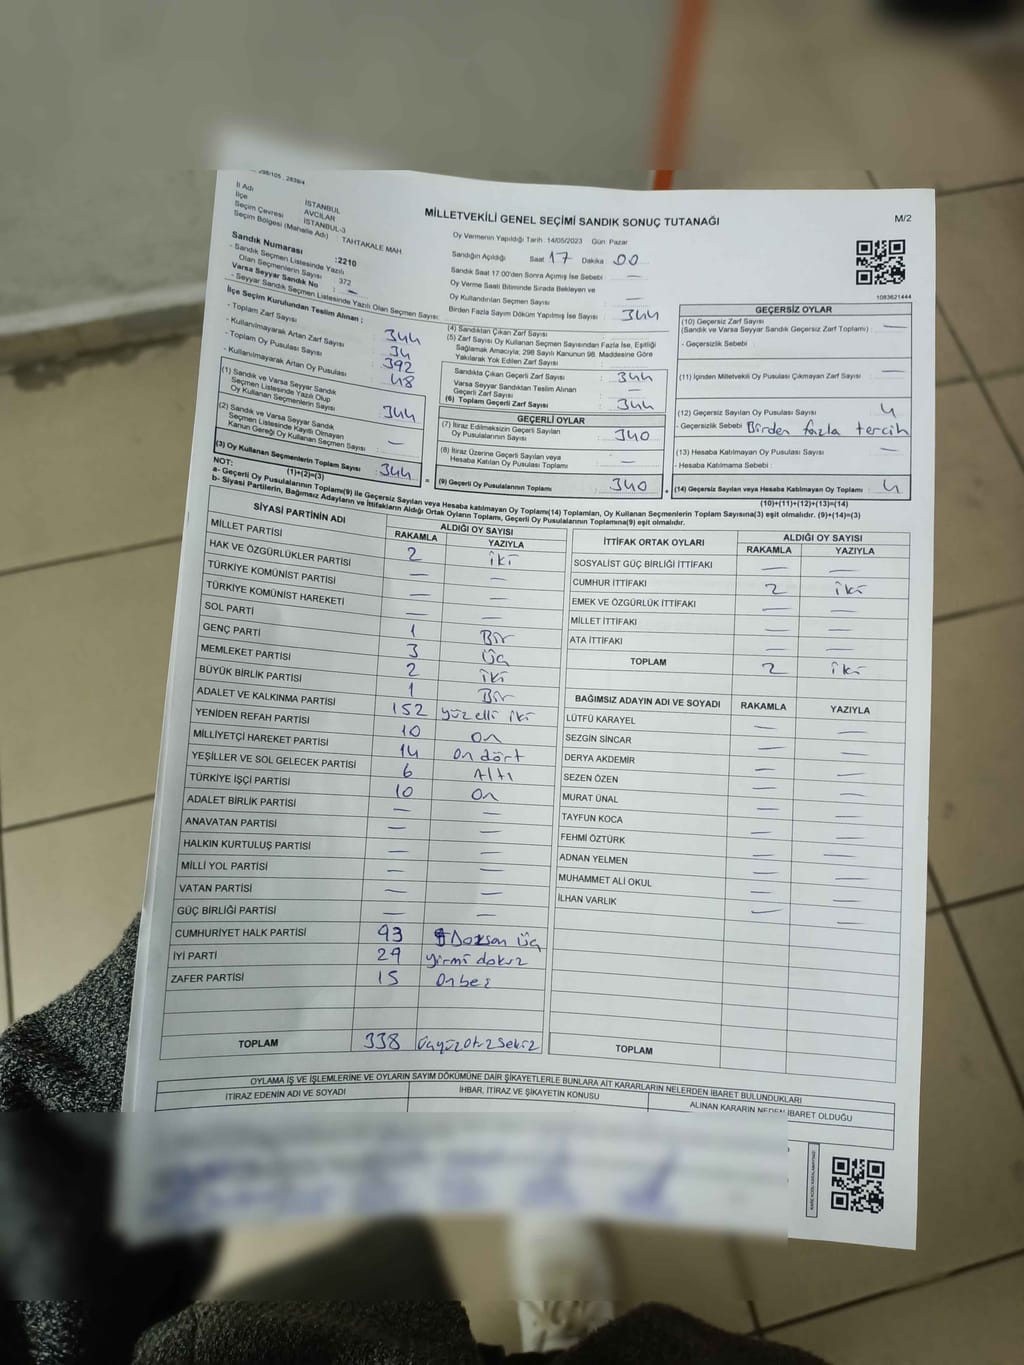 298/105 , 2839/4
İl Adı : İSTANBUL
İlçe : AVCILAR
Seçim Çevresi : İSTANBUL-3
Seçim Bölgesi (Mahalle Adı) : TAHTAKALE MAH.
MİLLETVEKİLİ GENEL SEÇİMİ SANDIK SONUÇ TUTANAĞI
M/2
Sandık Numarası :2210
- Sandık Seçmen Listesinde Yazılı
Olan Seçmenlerin Sayısı : 372
Varsa Seyyar Sandık No : —
- Seyyar Sandık Seçmen Listesinde Yazılı Olan Seçmen Sayısı:
Oy Vermenin Yapıldığı Tarih :14/05/2023 Gün: Pazar
Sandığın Açıldığı Saat 17 Dakika 00
Sandık Saat 17:00'den Sonra Açımış İse Sebebi : —
Oy Verme Saati Bitiminde Sırada Bekleyen ve
Oy Kullandırılan Seçmen Sayısı : —
Birden Fazla Sayım Döküm Yapılmış İse Sayısı : 344
1083621444
İlçe Seçim Kurulundan Teslim Alınan ;
- Toplam Zarf Sayısı : 344
- Kullanılmayarak Artan Zarf Sayısı : 34
- Toplam Oy Pusulası Sayısı : 392
- Kullanılmayarak Artan Oy Pusulası : 48
(1) Sandık ve Varsa Seyyar Sandık
Seçmen Listesinde Yazılı Olup
Oy Kullanan Seçmenlerin Sayısı : 344
(2) Sandık ve Varsa Seyyar Sandık
Seçmen Listesinde Kayıtlı Olmayan
Kanun Gereği Oy Kullanan Seçmen Sayısı : —
(3) Oy Kullanan Seçmenlerin Toplam Sayısı : 344
(1)+(2)=(3)
(4) Sandıktan Çıkan Zarf Sayısı
(5) Zarf Sayısı Oy Kullanan Seçmen Sayısından Fazla İse, Eşitliği
Sağlamak Amacıyla; 298 Sayılı Kanunun 98. Maddesine Göre
Yakılarak Yok Edilen Zarf Sayısı :
Sandıkta Çıkan Geçerli Zarf Sayısı : 344
Varsa Seyyar Sandıktan Teslim Alınan
Geçerli Zarf Sayısı : —
(6) Toplam Geçerli Zarf Sayısı : 344
GEÇERLİ OYLAR
(7) İtiraz Edilmeksizin Geçerli Sayılan
Oy Pusulalarının Sayısı : 340
(8) İtiraz Üzerine Geçerli Sayılan veya
Hesaba Katılan Oy Pusulası Toplamı : —
= (9) Geçerli Oy Pusulalarının Toplamı : 340
GEÇERSİZ OYLAR
(10) Geçersiz Zarf Sayısı
(Sandık ve Varsa Seyyar Sandık Geçersiz Zarf Toplamı) : —
- Geçersizlik Sebebi :
(11) İçinden Milletvekili Oy Pusulası Çıkmayan Zarf Sayısı : —
(12) Geçersiz Sayılan Oy Pusulası Sayısı : 4
- Geçersizlik Sebebi : Birden fazla tercih
(13) Hesaba Katılmayan Oy Pusulası Sayısı : —
- Hesaba Katılmama Sebebi :
+ (14) Geçersiz Sayılan veya Hesaba Katılmayan Oy Toplamı : 4
(10)+(11)+(12)+(13)=(14)
NOT:
a- Geçerli Oy Pusulalarının Toplamı(9) ile Geçersiz Sayılan veya Hesaba Katılmayan Oy Toplamı(14) Toplamları, Oy Kullanan Seçmenlerin Toplam Sayısına(3) eşit olmalıdır. (9)+(14)=(3)
b- Siyasi Partilerin, Bağımsız Adayların ve İttifakların Aldığı Ortak Oyların Toplamı, Geçerli Oy Pusulalarının Toplamına(9) eşit olmalıdır.
SİYASİ PARTİNİN ADI ALDIĞI OY SAYISI
RAKAMLA YAZIYLA
MİLLET PARTİSİ 2 iki
HAK VE ÖZGÜRLÜKLER PARTİSİ — —
TÜRKİYE KOMÜNİST PARTİSİ — —
TÜRKİYE KOMÜNİST HAREKETİ — —
SOL PARTİ 1 Bir
GENÇ PARTİ 3 Üç
MEMLEKET PARTİSİ 2 iki
BÜYÜK BİRLİK PARTİSİ 1 Bir
ADALET VE KALKINMA PARTİSİ 152 yüzelli iki
YENİDEN REFAH PARTİSİ 10 on
MİLLİYETÇİ HAREKET PARTİSİ 14 on dört
YEŞİLLER VE SOL GELECEK PARTİSİ 6 Altı
TÜRKİYE İŞÇİ PARTİSİ 10 on
ADALET BİRLİK PARTİSİ — —
ANAVATAN PARTİSİ — —
HALKIN KURTULUŞ PARTİSİ — —
MİLLİ YOL PARTİSİ — —
VATAN PARTİSİ — —
GÜÇ BİRLİĞİ PARTİSİ — —
CUMHURİYET HALK PARTİSİ 93 Doksan üç
İYİ PARTİ 29 yirmi dokuz
ZAFER PARTİSİ 15 onbeş
TOPLAM 338 üçyüzotuzsekiz
İTTİFAK ORTAK OYLARI ALDIĞI OY SAYISI
RAKAMLA YAZIYLA
SOSYALİST GÜÇ BİRLİĞİ İTTİFAKI — —
CUMHUR İTTİFAKI 2 iki
EMEK VE ÖZGÜRLÜK İTTİFAKI — —
MİLLET İTTİFAKI — —
ATA İTTİFAKI — —
TOPLAM 2 iki
BAĞIMSIZ ADAYIN ADI VE SOYADI RAKAMLA YAZIYLA
LÜTFÜ KARAYEL — —
SEZGİN SİNCAR — —
DERYA AKDEMİR — —
SEZEN ÖZEN — —
MURAT ÜNAL — —
TAYFUN KOCA — —
FEHMİ ÖZTÜRK — —
ADNAN YELMEN — —
MUHAMMET ALİ OKUL — —
İLHAN VARLIK — —
TOPLAM
OYLAMA İŞ VE İŞLEMLERİNE VE OYLARIN SAYIM DÖKÜMÜNE DAİR ŞİKAYETLERLE BUNLARA AİT KARARLARIN NELERDEN İBARET BULUNDUKLARI
İTİRAZ EDENİN ADI VE SOYADI İHBAR, İTİRAZ VE ŞİKAYETİN KONUSU ALINAN KARARIN NEDEN İBARET OLDUĞU